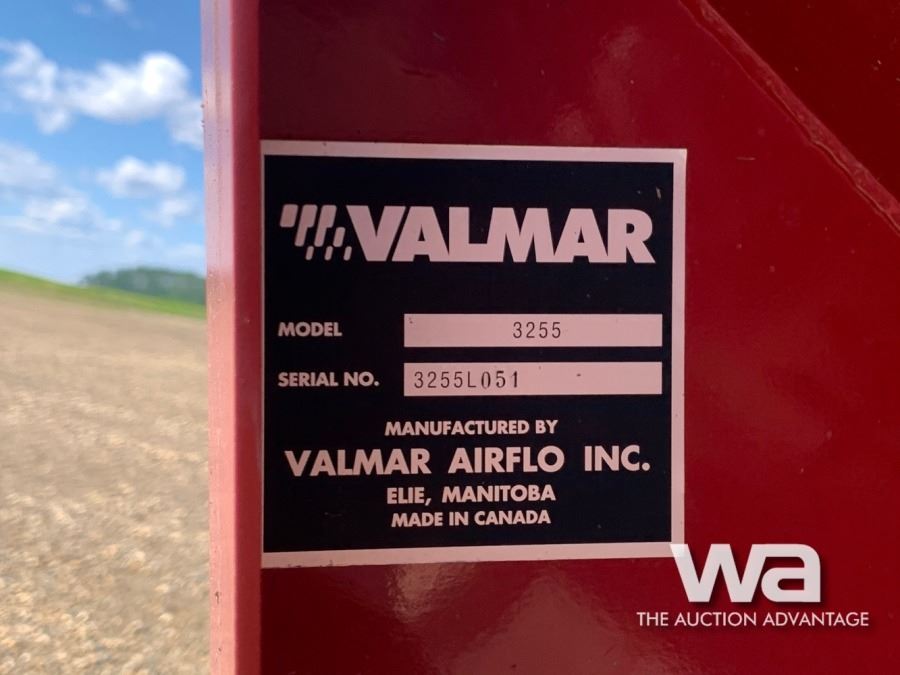 VALMAR
MODEL 3255
SERIAL NO. 3255L051
MANUFACTURED BY
VALMAR AIRFLO INC.
ELIE, MANITOBA
MADE IN CANADA
wa
THE AUCTION ADVANTAGE